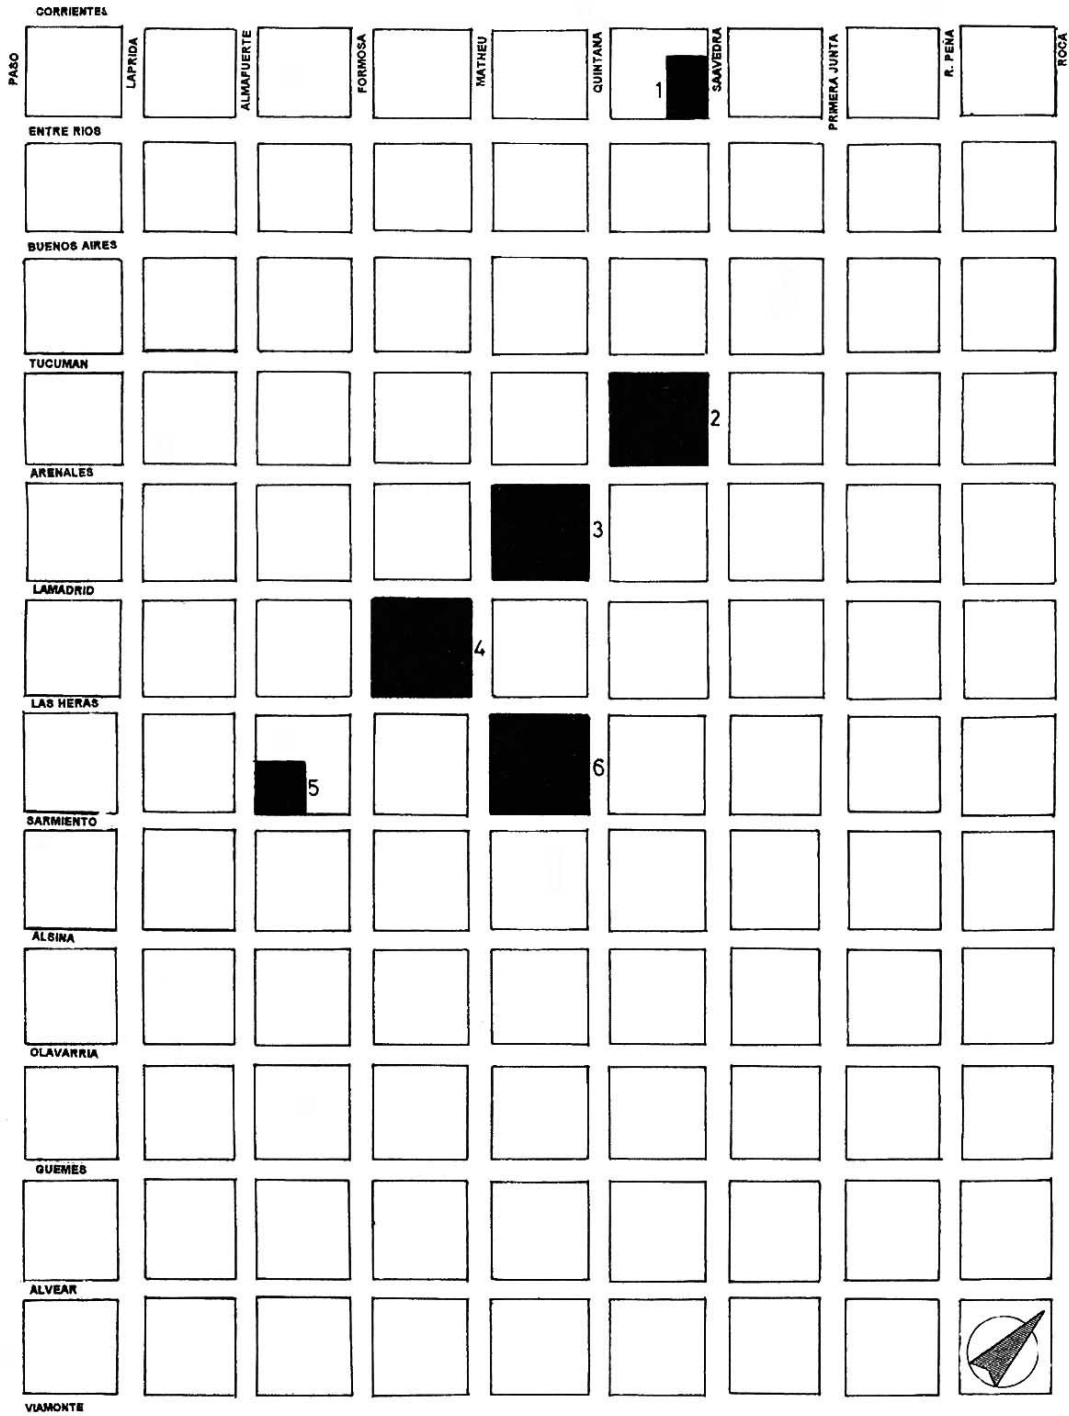 CORRIENTES
PASO
LAPRIDA
ALMAFUERTE
FORMOSA
MATHEU
QUINTANA
SAAVEDRA
PRIMERA JUNTA
R. PEÑA
ROCA
1
ENTRE RIOS
BUENOS AIRES
TUCUMAN
2
ARENALES
3
LAMADRID
4
LAS HERAS
5
6
SARMIENTO
ALSINA
OLAVARRIA
GUEMES
ALVEAR
VIAMONTE